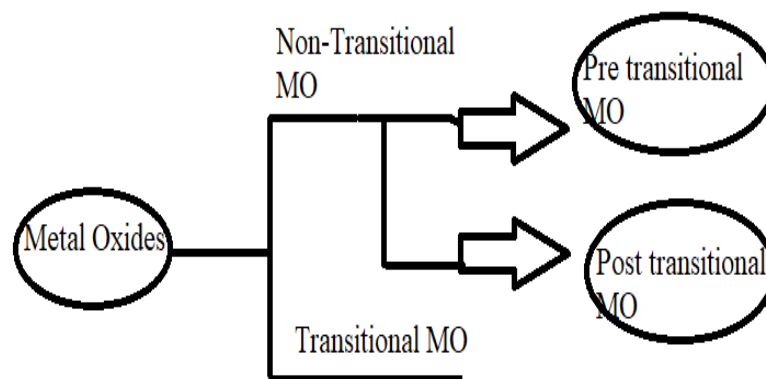 Non-Transitional
MO
Pre transitional
MO
Metal Oxides
Post transitional
MO
Transitional MO